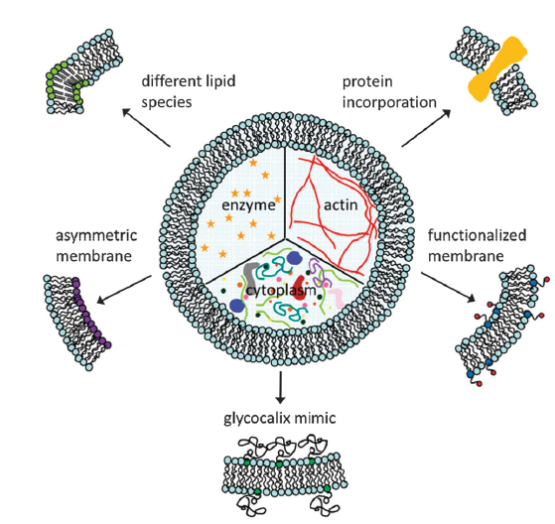 different lipid
species
protein
incorporation
enzyme
actin
asymmetric
membrane
functionalized
membrane
cytoplasm
glycocalix mimic